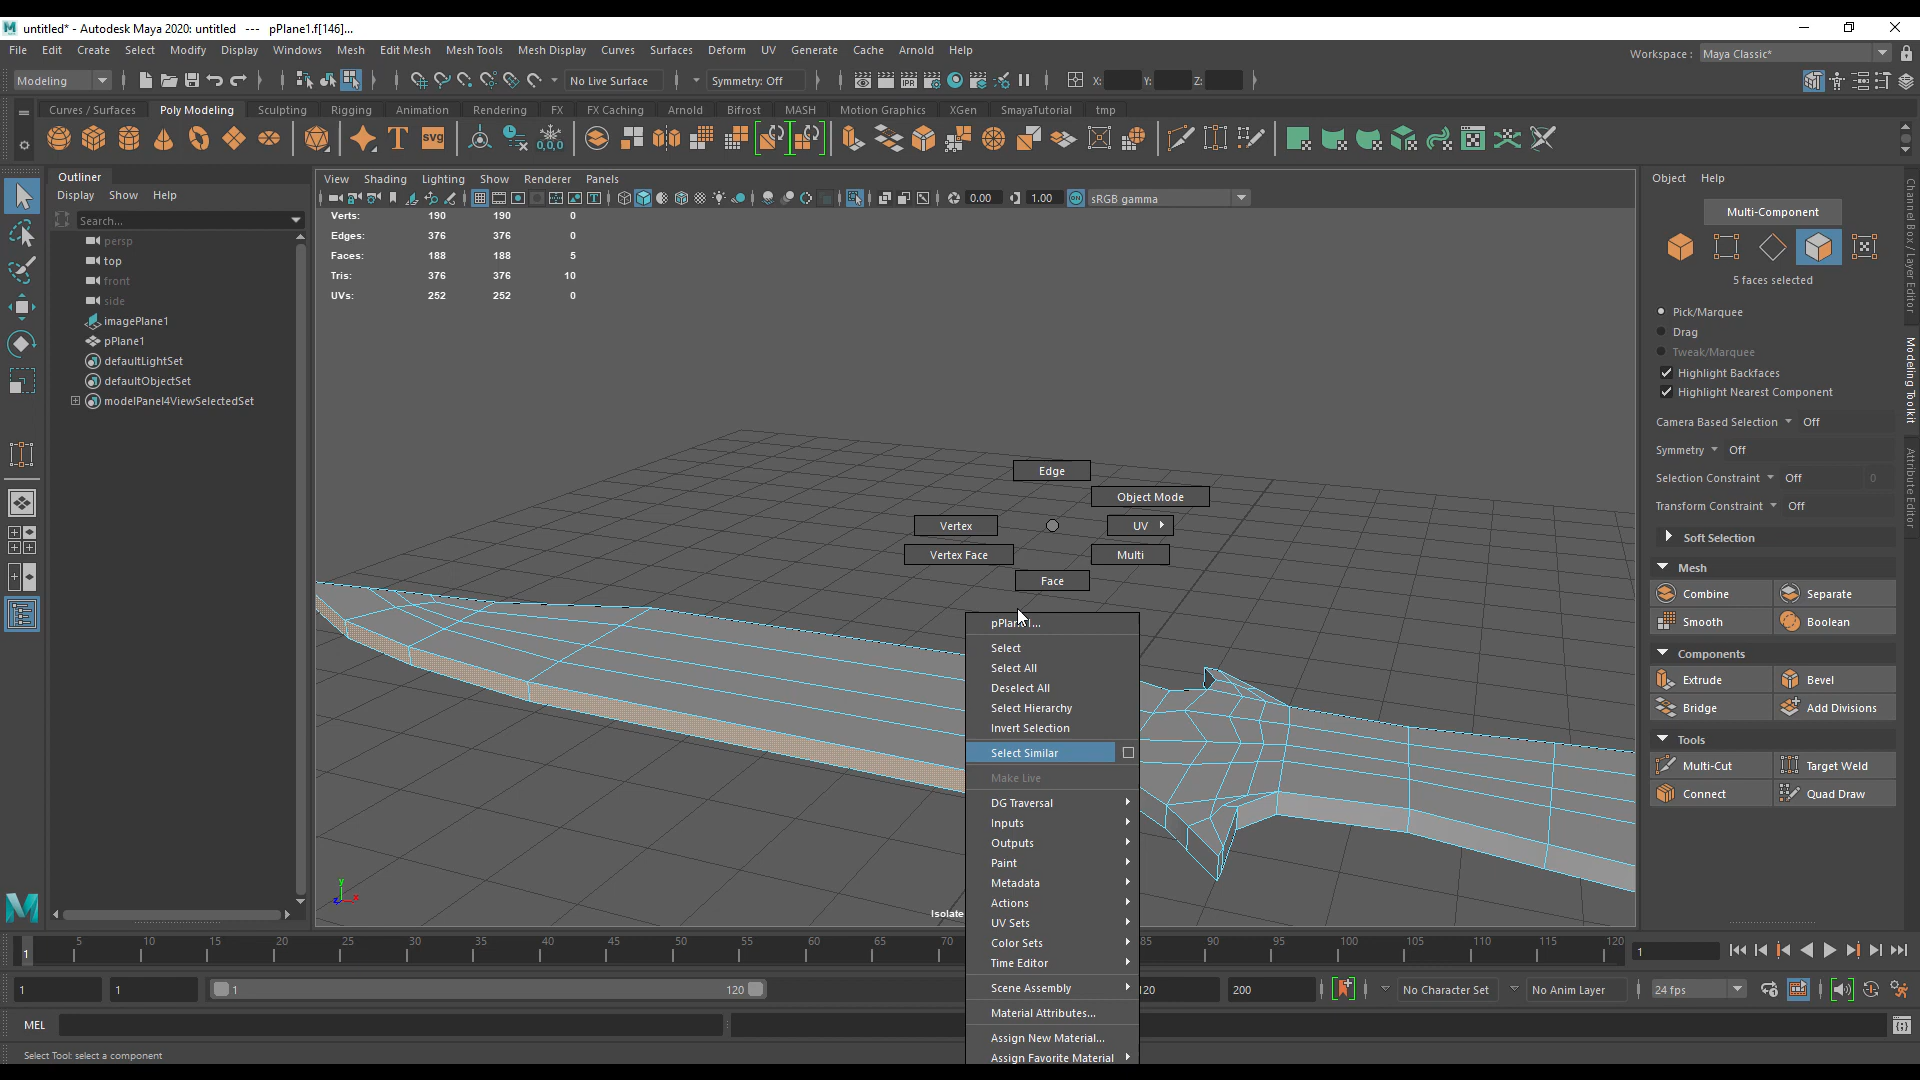 untitled* - Autodesk Maya 2020: untitled   ---   pPlane1.f[146]...
File Edit Create Select Modify Display Windows Mesh Edit Mesh Mesh Tools Mesh Display Curves Surfaces Deform UV Generate Cache Arnold Help
Workspace : Maya Classic*
Modeling No Live Surface Symmetry: Off X: Y: Z:
Curves / Surfaces Poly Modeling Sculpting Rigging Animation Rendering FX FX Caching Arnold Bifrost MASH Motion Graphics XGen SmayaTutorial tmp
T svg IPR 0,0,0
Outliner
Display Show Help
Search...
persp
top
front
side
imagePlane1
pPlane1
defaultLightSet
defaultObjectSet
modelPanel4ViewSelectedSet
View Shading Lighting Show Renderer Panels
0.00 1.00 sRGB gamma
Verts: 190 190 0
Edges: 376 376 0
Faces: 188 188 5
Tris: 376 376 10
UVs: 252 252 0
Edge
Object Mode
Vertex UV
Vertex Face Multi
Face
Select
Select All
Deselect All
Select Hierarchy
Invert Selection
Select Similar
Make Live
DG Traversal
Inputs
Outputs
Paint
Metadata
Actions
UV Sets
Color Sets
Time Editor
Scene Assembly
Material Attributes...
Assign New Material...
Assign Favorite Material
y x z
Isolate
Object Help
Multi-Component
5 faces selected
Pick/Marquee
Drag
Tweak/Marquee
Highlight Backfaces
Highlight Nearest Component
Camera Based Selection Off
Symmetry Off
Selection Constraint Off 0
Transform Constraint Off
Soft Selection
Mesh
Combine Separate
Smooth Boolean
Components
Extrude Bevel
Bridge Add Divisions
Tools
Multi-Cut Target Weld
Connect Quad Draw
Channel Box / Layer Editor
Modeling Toolkit
Attribute Editor
1 5 10 15 20 25 30 35 40 45 50 55 60 65 70 85 90 95 100 105 110 115 120 1
1 1 1 120 120 200 No Character Set No Anim Layer 24 fps
MEL
Select Tool: select a component